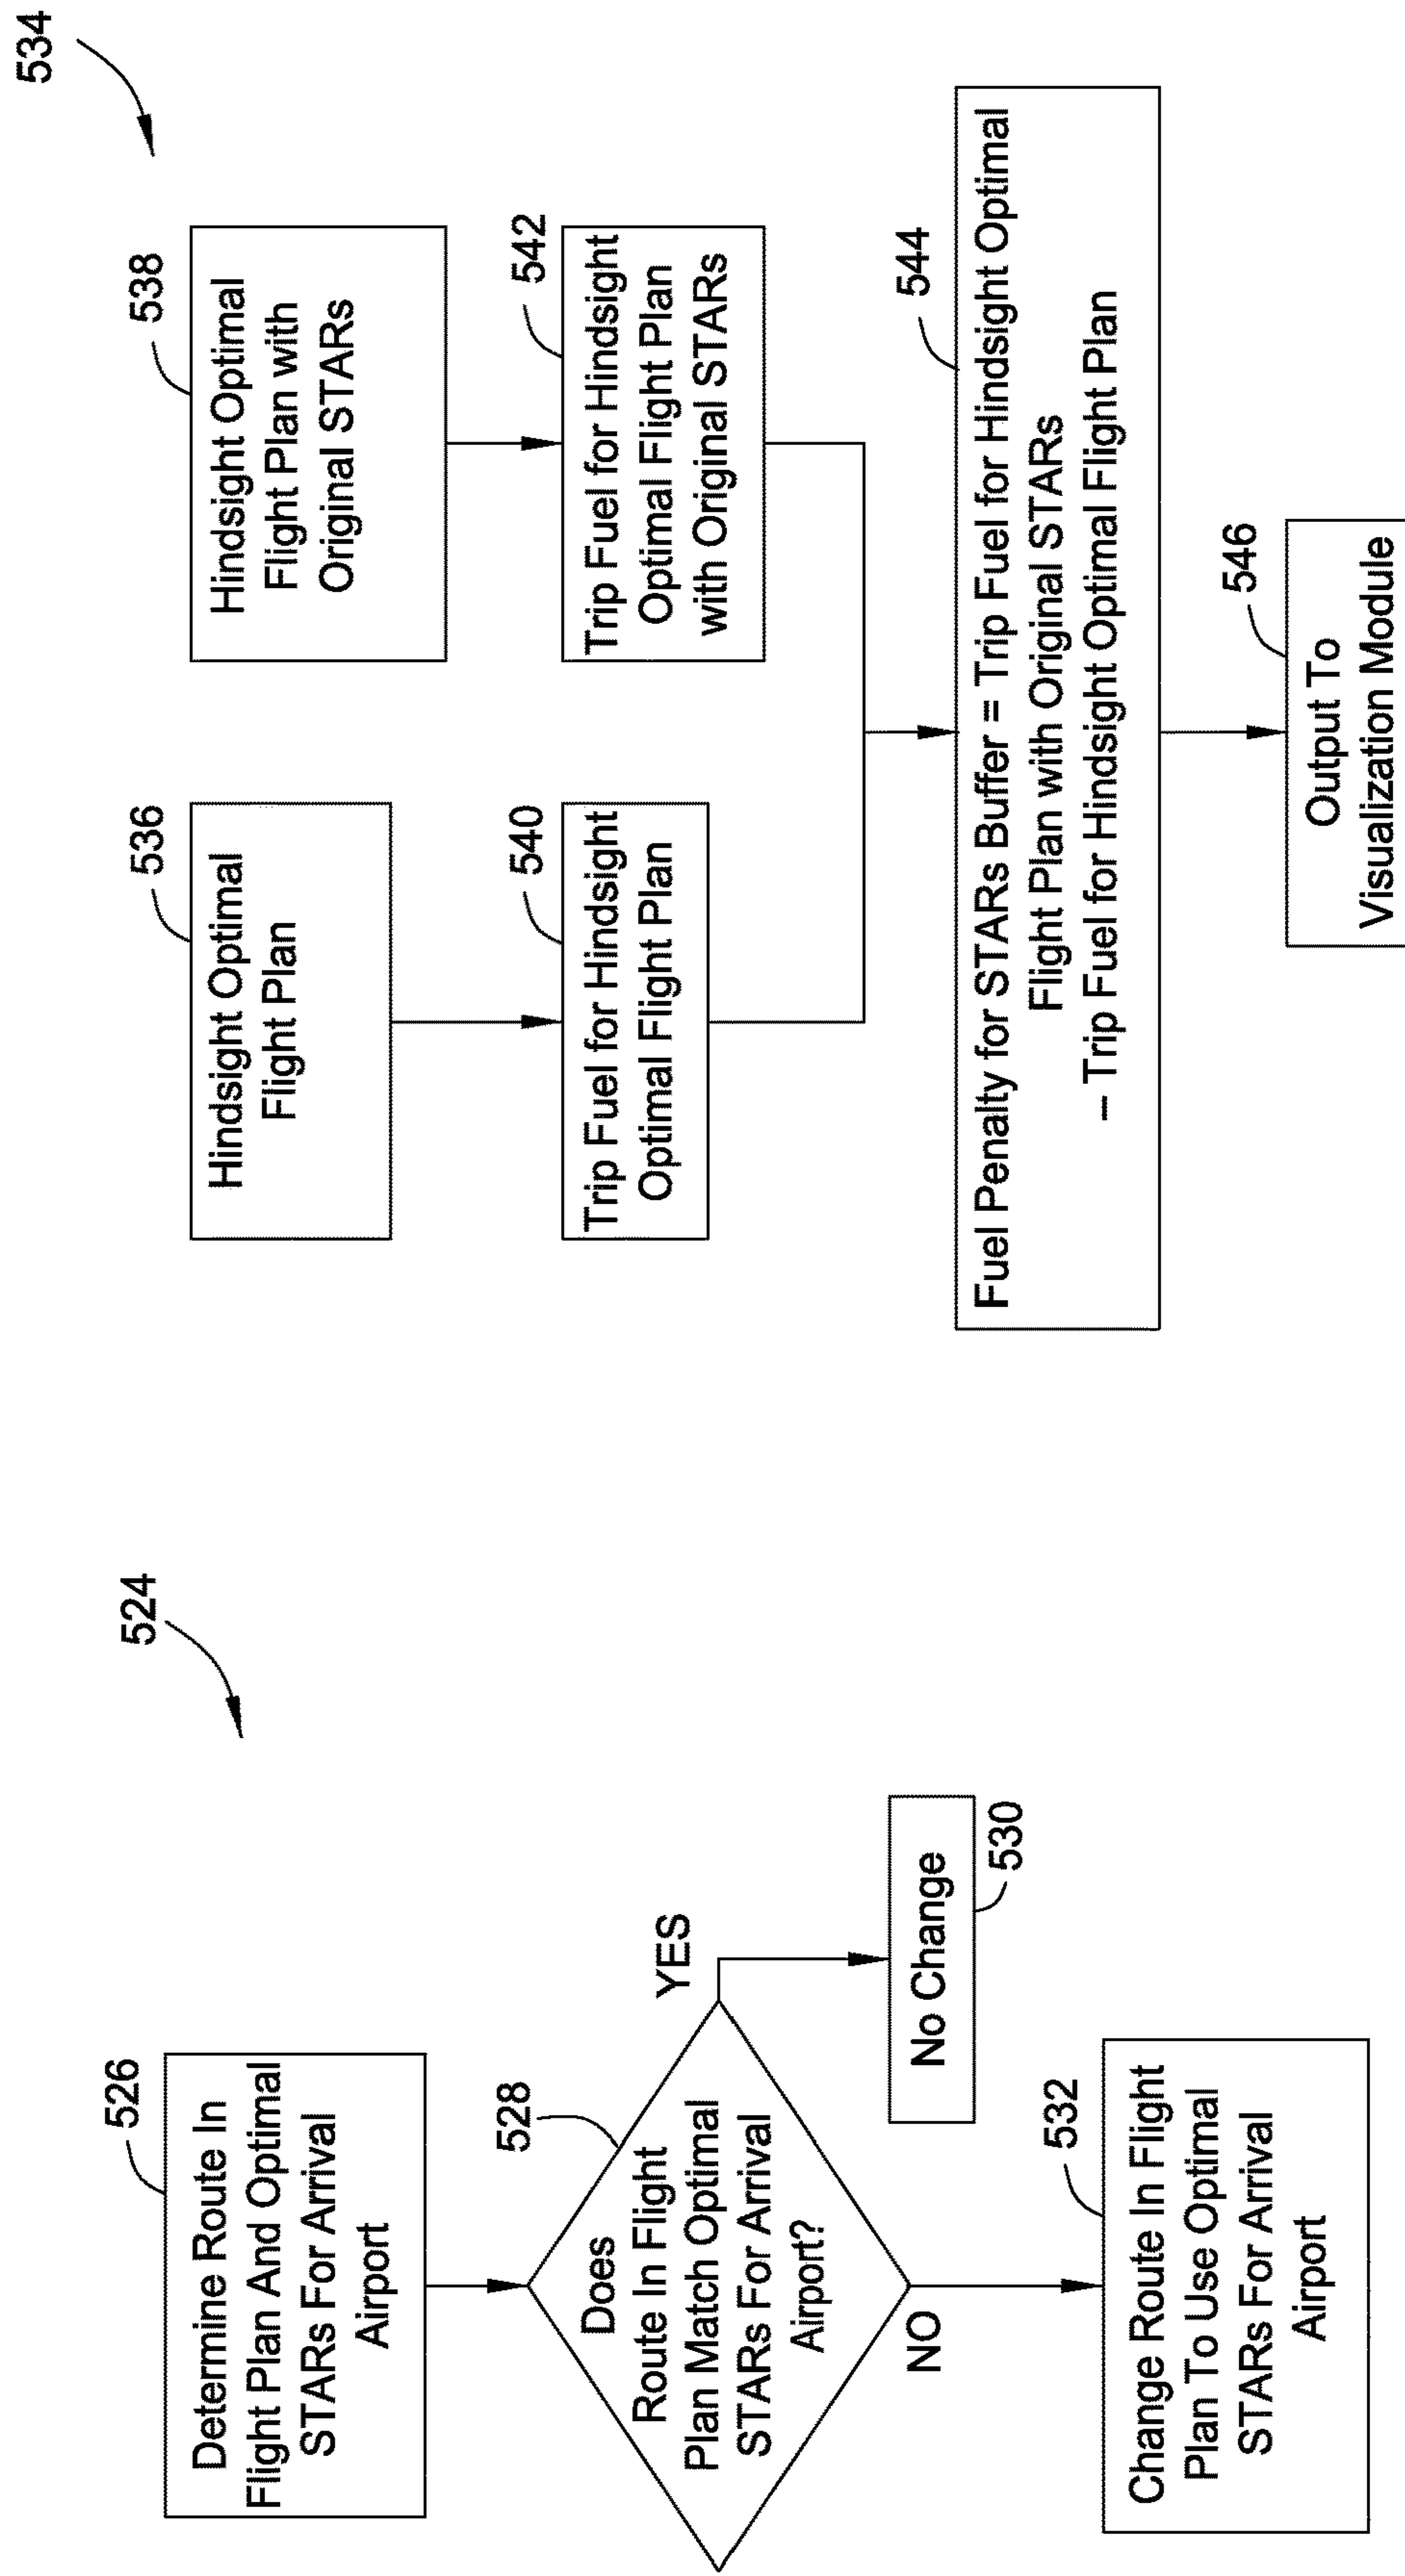 524
526
Determine Route In
Flight Plan And Optimal
STARs For Arrival
Airport
528
Does
Route In Flight
Plan Match Optimal
STARs For Arrival
Airport?
YES
No Change
530
NO
532
Change Route In Flight
Plan To Use Optimal
STARs For Arrival
Airport
534
536
Hindsight Optimal
Flight Plan
538
Hindsight Optimal
Flight Plan with
Original STARs
540
Trip Fuel for Hindsight
Optimal Flight Plan
542
Trip Fuel for Hindsight
Optimal Flight Plan
with Original STARs
544
Fuel Penalty for STARs Buffer = Trip Fuel for Hindsight Optimal
Flight Plan with Original STARs
– Trip Fuel for Hindsight Optimal Flight Plan
546
Output To
Visualization Module